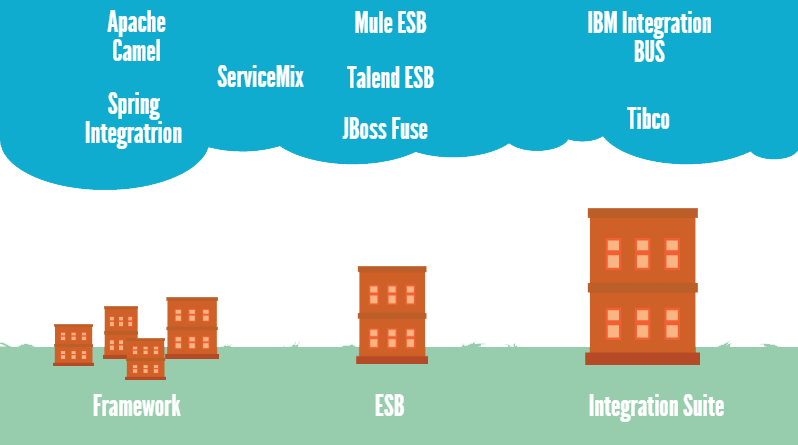 Apache
Camel
Spring
Integratrion
ServiceMix
Mule ESB
Talend ESB
JBoss Fuse
IBM Integration
BUS
Tibco
Framework
ESB
Integration Suite